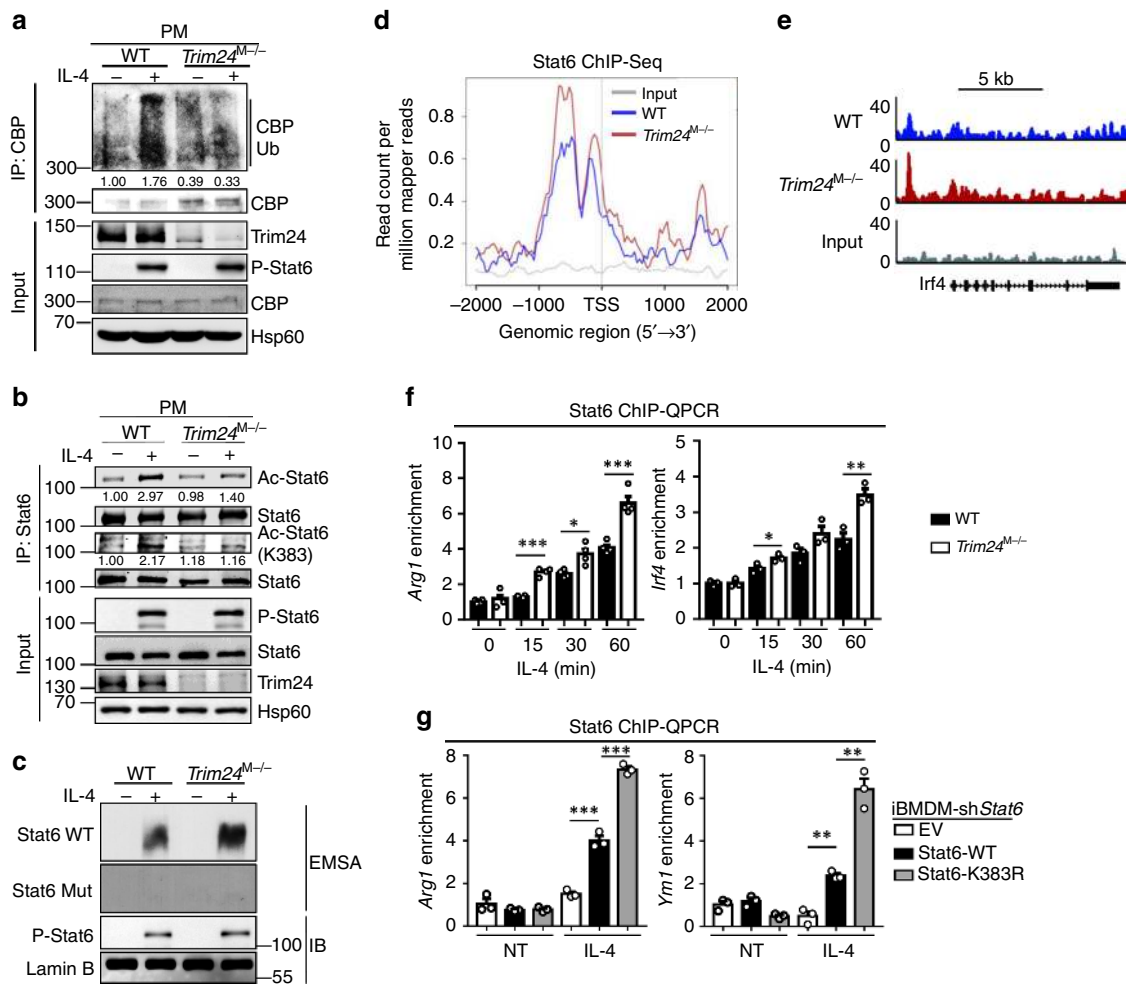 a
PM
WT Trim24M–/–
IL-4 – + – +
IP: CBP
CBP
Ub
300
1.00 1.76 0.39 0.33
300 CBP
150
Trim24
P-Stat6
110
Input
300 CBP
70
Hsp60
b
PM
WT Trim24M–/–
IL-4 – + – +
IP: Stat6
Ac-Stat6
100
1.00 2.97 0.98 1.40
Stat6
100
Ac-Stat6
(K383)
100
1.00 2.17 1.18 1.16
100 Stat6
Input
P-Stat6
100
Stat6
100
130 Trim24
70
Hsp60
c
WT Trim24M–/–
IL-4 – + – +
Stat6 WT
EMSA
Stat6 Mut
P-Stat6
100
IB
Lamin B
55
d
Stat6 ChIP-Seq
Input
WT
Trim24M–/–
Read count per
million mapper reads
0.8
0.6
0.4
0.2
–2000 –1000 TSS 1000 2000
Genomic region (5′→3′)
e
5 kb
40
WT
0
40
Trim24M–/–
0
40
Input
0
Irf4
f
Stat6 ChIP-QPCR
Arg1 enrichment
10
8
6
4
2
0
*** * ***
0 15 30 60
IL-4 (min)
Irf4 enrichment
5
4
3
2
1
0
* **
0 15 30 60
IL-4 (min)
WT
Trim24M–/–
g
Stat6 ChIP-QPCR
Arg1 enrichment
8
6
4
2
0
*** ***
NT IL-4
Ym1 enrichment
8
6
4
2
0
** **
NT IL-4
iBMDM-shStat6
EV
Stat6-WT
Stat6-K383R